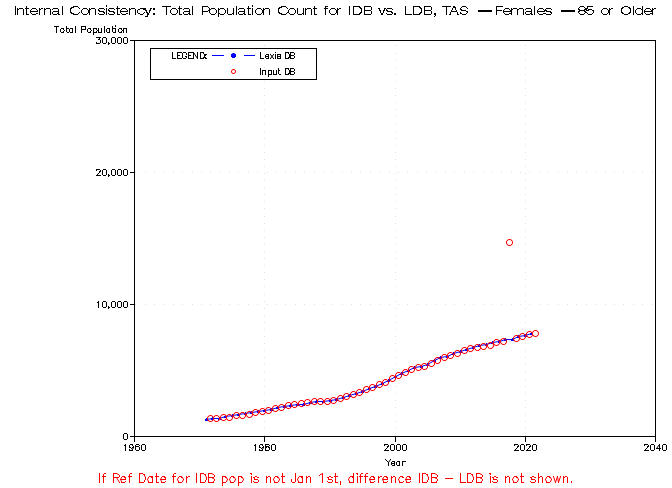 Internal Consistency: Total Population Count for IDB vs. LDB, TAS — Females — 85 or Older
Total Population
30,000
LEGEND: Lexis DB
Input DB
20,000
10,000
0
1960 1980 2000 2020 2040
Year
If Ref Date for IDB pop is not Jan 1st, difference IDB – LDB is not shown.